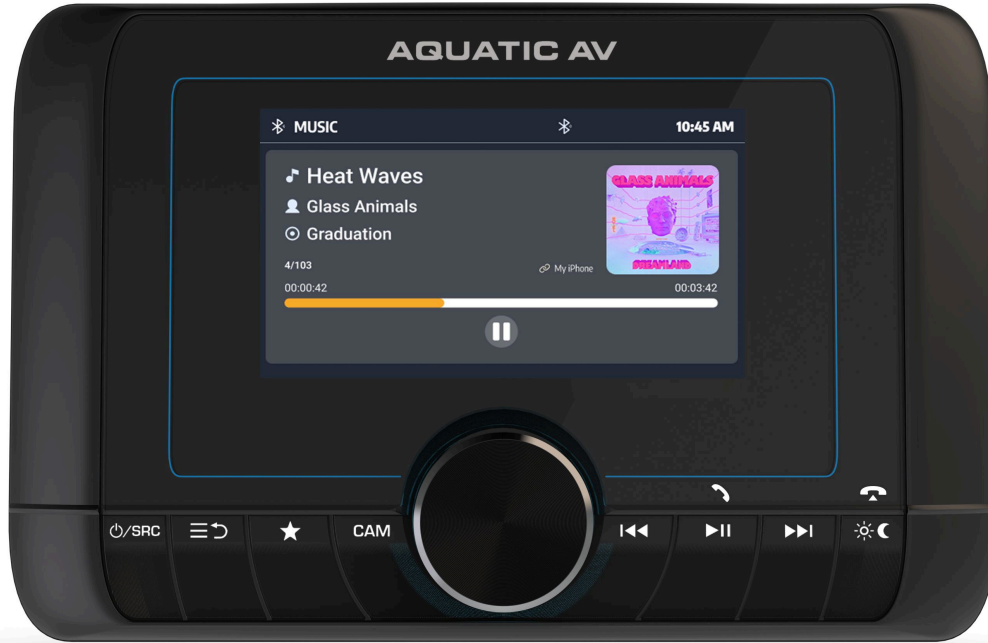 AQUATIC AV
MUSIC 10:45 AM
Heat Waves
Glass Animals
Graduation
GLASS ANIMALS
DREAMLAND
4/103 My iPhone
00:00:42 00:03:42
/SRC CAM